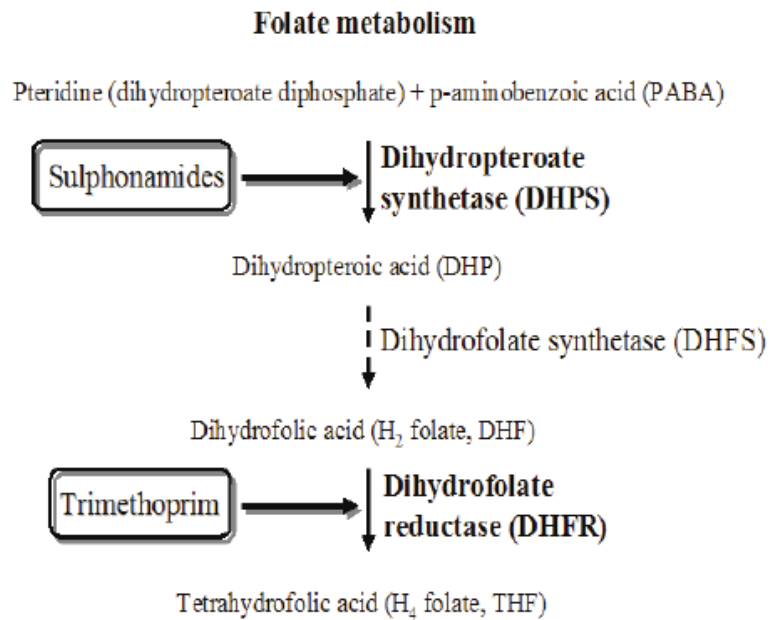 Folate metabolism
Pteridine (dihydropteroate diphosphate) + p-aminobenzoic acid (PABA)
Sulphonamides
Dihydropteroate
synthetase (DHPS)
Dihydropteroic acid (DHP)
Dihydrofolate synthetase (DHFS)
Dihydrofolic acid (H₂ folate, DHF)
Trimethoprim
Dihydrofolate
reductase (DHFR)
Tetrahydrofolic acid (H₄ folate, THF)